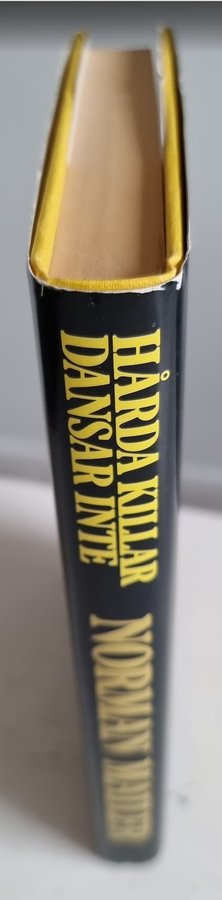 HÅRDA KILLAR
DANSAR INTE
NORMAN MAILER